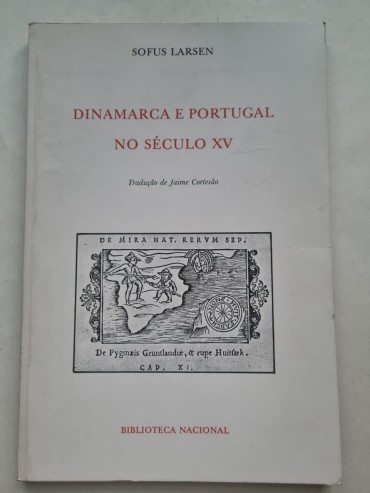 SOFUS LARSEN
DINAMARCA E PORTUGAL
NO SÉCULO XV
Tradução de Jaime Cortesão
DE MIRA NAT. RERVM SEP.
De Pygmæis Gruntlandiæ, & rupe Huitsark.
CAP. XI.
BIBLIOTECA NACIONAL